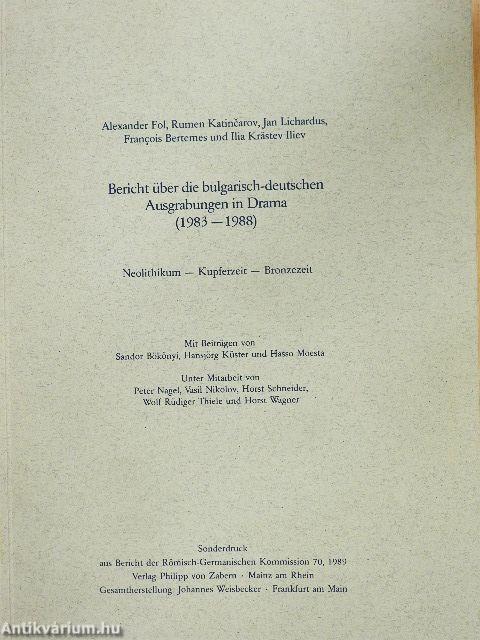 Alexander Fol, Rumen Katinčarov, Jan Lichardus,
François Bertemes und Ilia Krăstev Iliev
Bericht über die bulgarisch-deutschen
Ausgrabungen in Drama
(1983 — 1988)
Neolithikum — Kupferzeit — Bronzezeit
Mit Beiträgen von
Sandor Bökönyi, Hansjörg Küster und Hasso Moesta
Unter Mitarbeit von
Peter Nagel, Vasil Nikolov, Horst Schneider,
Wolf Rüdiger Thiele und Horst Wagner
Sonderdruck
aus Bericht der Römisch-Germanischen Kommission 70, 1989
Verlag Philipp von Zabern · Mainz am Rhein
Gesamtherstellung: Johannes Weisbecker · Frankfurt am Main
Antikvárium.hu